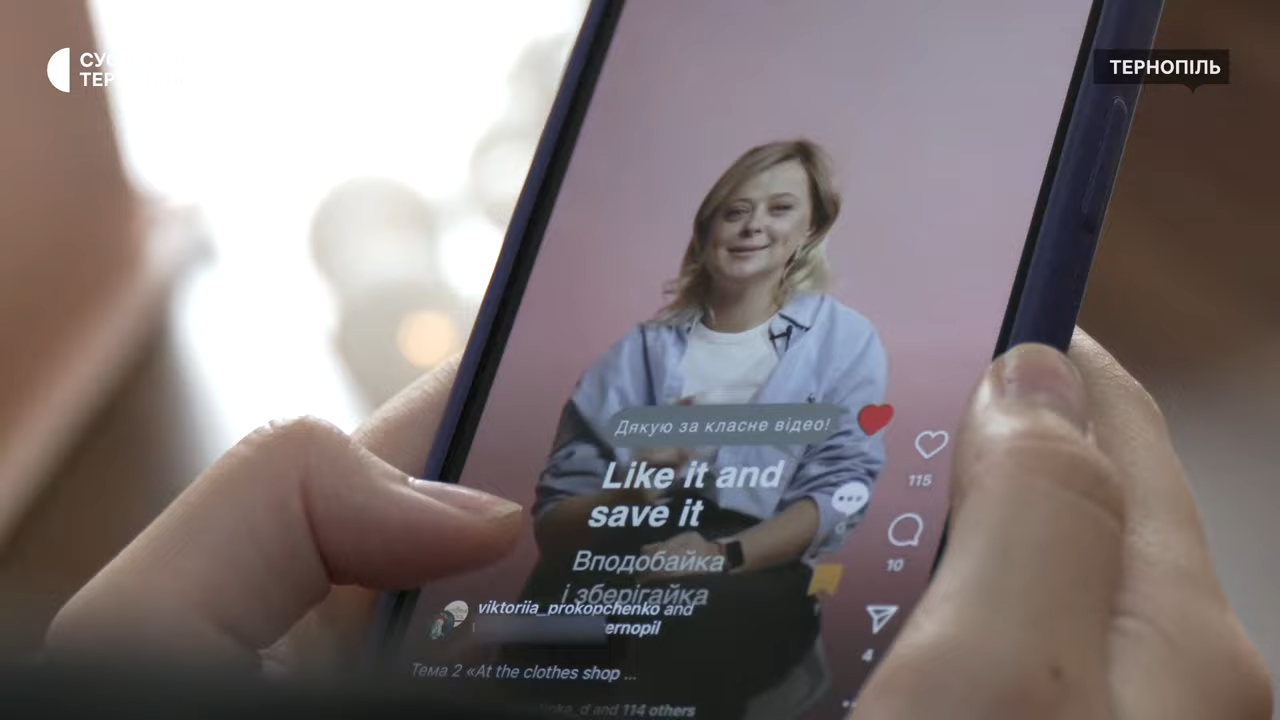 ТЕРНОПІЛЬ
Дякую за класне відео!
Like it and
save it
115
Вподобайка
і зберігайка
10
viktoriia_prokopchenko and
4
Тема 2 «At the clothes shop ...
and 114 others